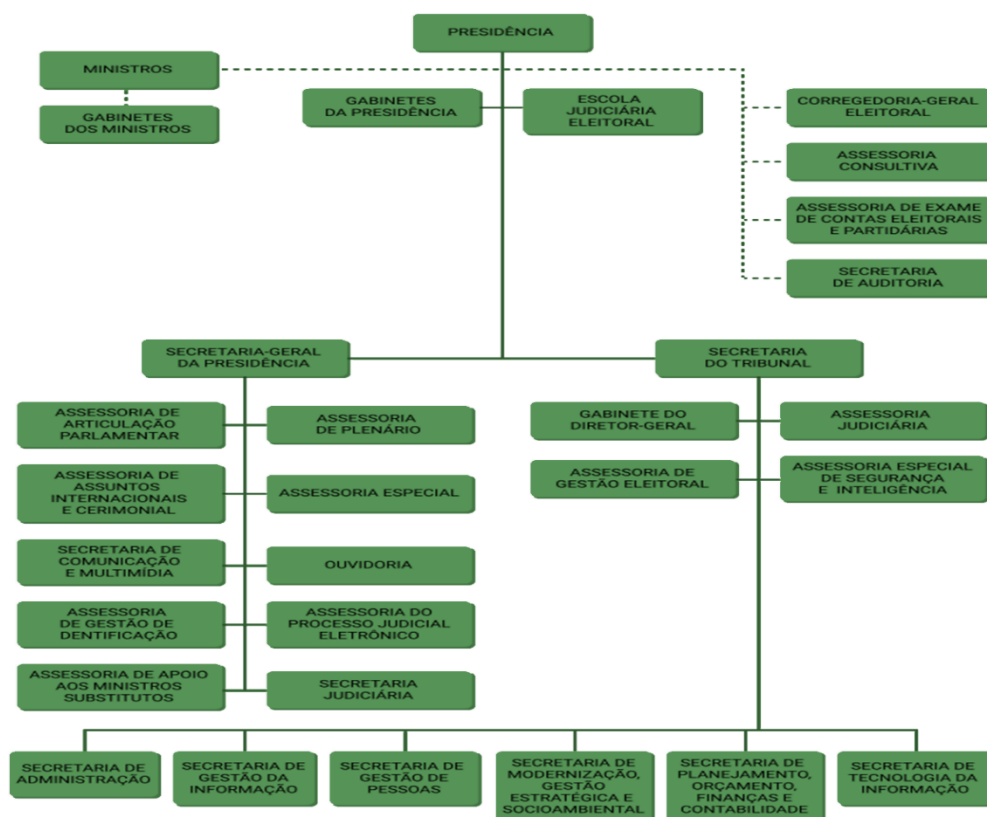 PRESIDÊNCIA
MINISTROS
GABINETES
DOS MINISTROS
GABINETES
DA PRESIDÊNCIA
ESCOLA
JUDICIÁRIA
ELEITORAL
CORREGEDORIA-GERAL
ELEITORAL
ASSESSORIA
CONSULTIVA
ASSESSORIA DE EXAME
DE CONTAS ELEITORAIS
E PARTIDÁRIAS
SECRETARIA
DE AUDITORIA
SECRETARIA-GERAL
DA PRESIDÊNCIA
SECRETARIA
DO TRIBUNAL
ASSESSORIA DE
ARTICULAÇÃO
PARLAMENTAR
ASSESSORIA
DE PLENÁRIO
ASSESSORIA DE
ASSUNTOS
INTERNACIONAIS
E CERIMONIAL
ASSESSORIA ESPECIAL
SECRETARIA DE
COMUNICAÇÃO
E MULTIMÍDIA
OUVIDORIA
ASSESSORIA
DE GESTÃO DE
DENTIFICAÇÃO
ASSESSORIA DO
PROCESSO JUDICIAL
ELETRÔNICO
ASSESSORIA DE APOIO
AOS MINISTROS
SUBSTITUTOS
SECRETARIA
JUDICIÁRIA
GABINETE DO
DIRETOR-GERAL
ASSESSORIA
JUDICIÁRIA
ASSESSORIA DE
GESTÃO ELEITORAL
ASSESSORIA ESPECIAL
DE SEGURANÇA
E INTELIGÊNCIA
SECRETARIA DE
ADMINISTRAÇÃO
SECRETARIA DE
GESTÃO DA
INFORMAÇÃO
SECRETARIA DE
GESTÃO DE
PESSOAS
SECRETARIA DE
MODERNIZAÇÃO,
GESTÃO
ESTRATÉGICA E
SOCIOAMBIENTAL
SECRETARIA DE
PLANEJAMENTO,
ORÇAMENTO,
FINANÇAS E
CONTABILIDADE
SECRETARIA DE
TECNOLOGIA DA
INFORMAÇÃO